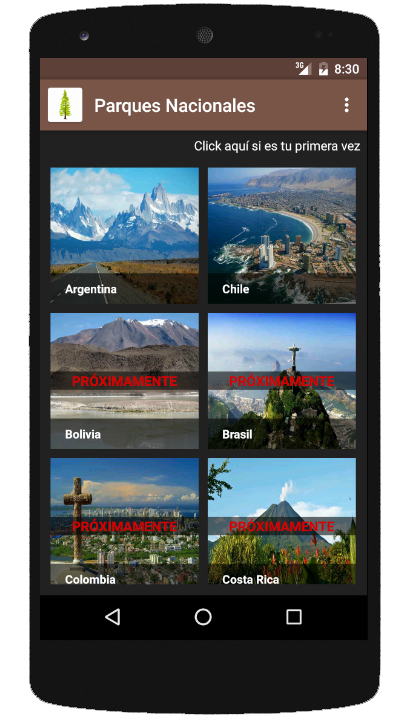 3G 8:30
Parques Nacionales
Click aquí si es tu primera vez
Argentina
Chile
PRÓXIMAMENTE
Bolivia
PRÓXIMAMENTE
Brasil
PRÓXIMAMENTE
Colombia
PRÓXIMAMENTE
Costa Rica